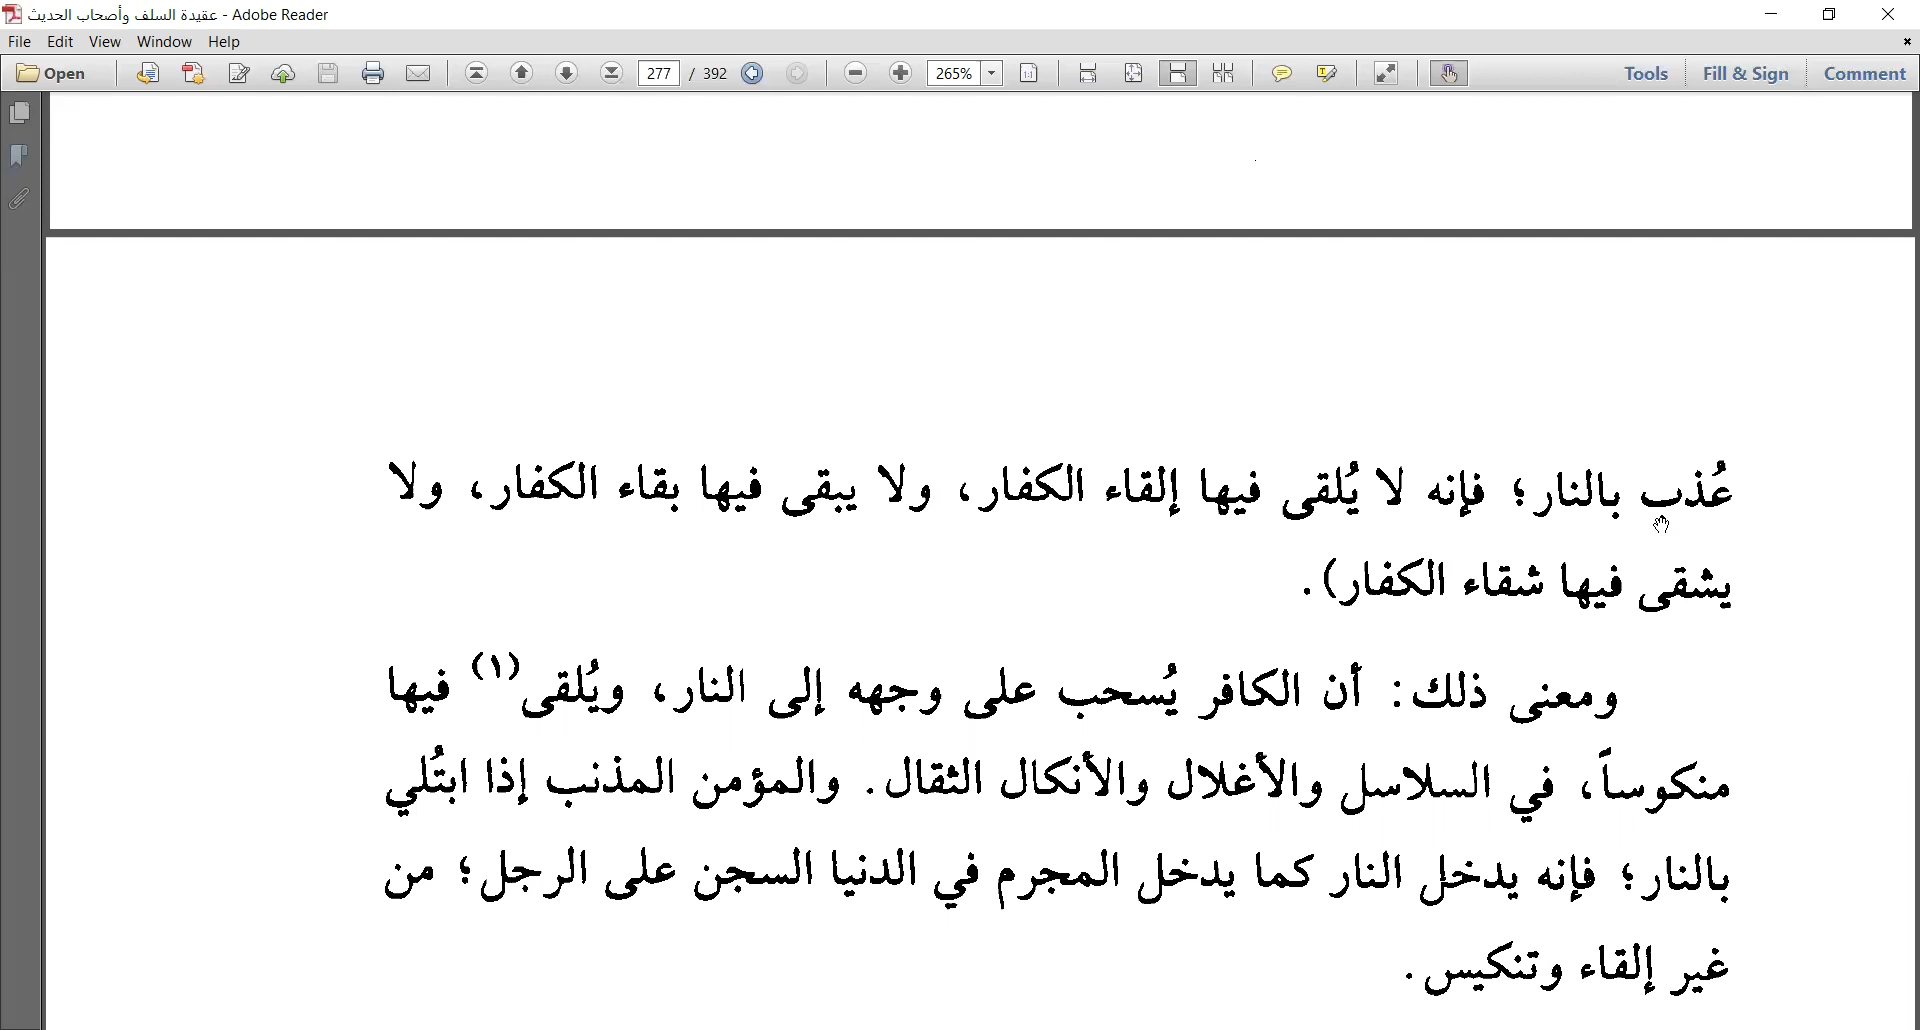 عقيدة السلف وأصحاب الحديث - Adobe Reader
File Edit View Window Help
Open 277 / 392 265% Tools Fill & Sign Comment
عُذب بالنار؛ فإنه لا يُلقى فيها إلقاء الكفار، ولا يبقى فيها بقاء الكفار، ولا
يشقى فيها شقاء الكفار).
ومعنى ذلك: أن الكافر يُسحب على وجهه إلى النار، ويُلقى(١) فيها
منكوساً، في السلاسل والأغلال والأنكال الثقال. والمؤمن المذنب إذا ابتُلي
بالنار؛ فإنه يدخل النار كما يدخل المجرم في الدنيا السجن على الرجل؛ من
غير إلقاء وتنكيس.